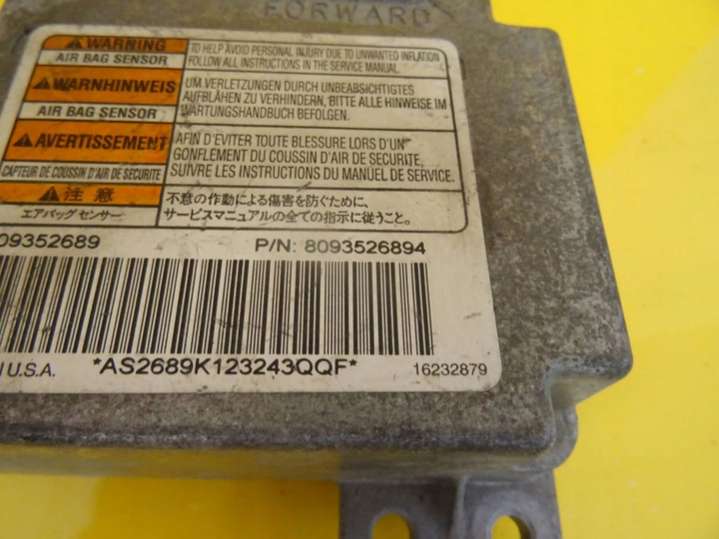 FORWARD
WARNING
AIR BAG SENSOR
TO HELP AVOID PERSONAL INJURY DUE TO UNWANTED INFLATION
FOLLOW ALL INSTRUCTIONS IN THE SERVICE MANUAL.
WARNHINWEIS
AIR BAG SENSOR
UM VERLETZUNGEN DURCH UNBEABSICHTIGTES
AUFBLÄHEN ZU VERHINDERN, BITTE ALLE HINWEISE IM
WARTUNGSHANDBUCH BEFOLGEN.
AVERTISSEMENT
CAPTEUR DE COUSSIN D'AIR DE SECURITE
AFIN D'EVITER TOUTE BLESSURE LORS D'UN
GONFLEMENT DU COUSSIN D'AIR DE SECURITE,
SUIVRE LES INSTRUCTIONS DU MANUEL DE SERVICE.
注 意
エアバッグ センサー
不意の作動による傷害を防ぐために、
サービスマニュアルの全ての指示に従うこと。
09352689
P/N: 8093526894
*AS2689K123243QQF*
U.S.A.
16232879